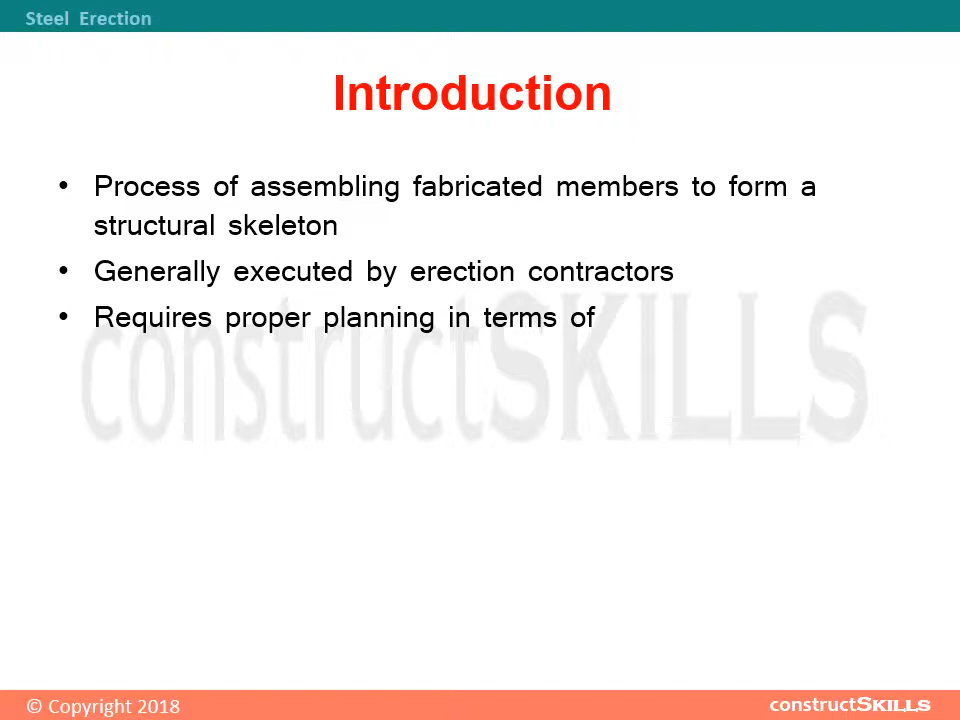 Steel Erection
Introduction
• Process of assembling fabricated members to form a
structural skeleton
• Generally executed by erection contractors
• Requires proper planning in terms of
constructSKILLS
© Copyright 2018
constructSKILLS